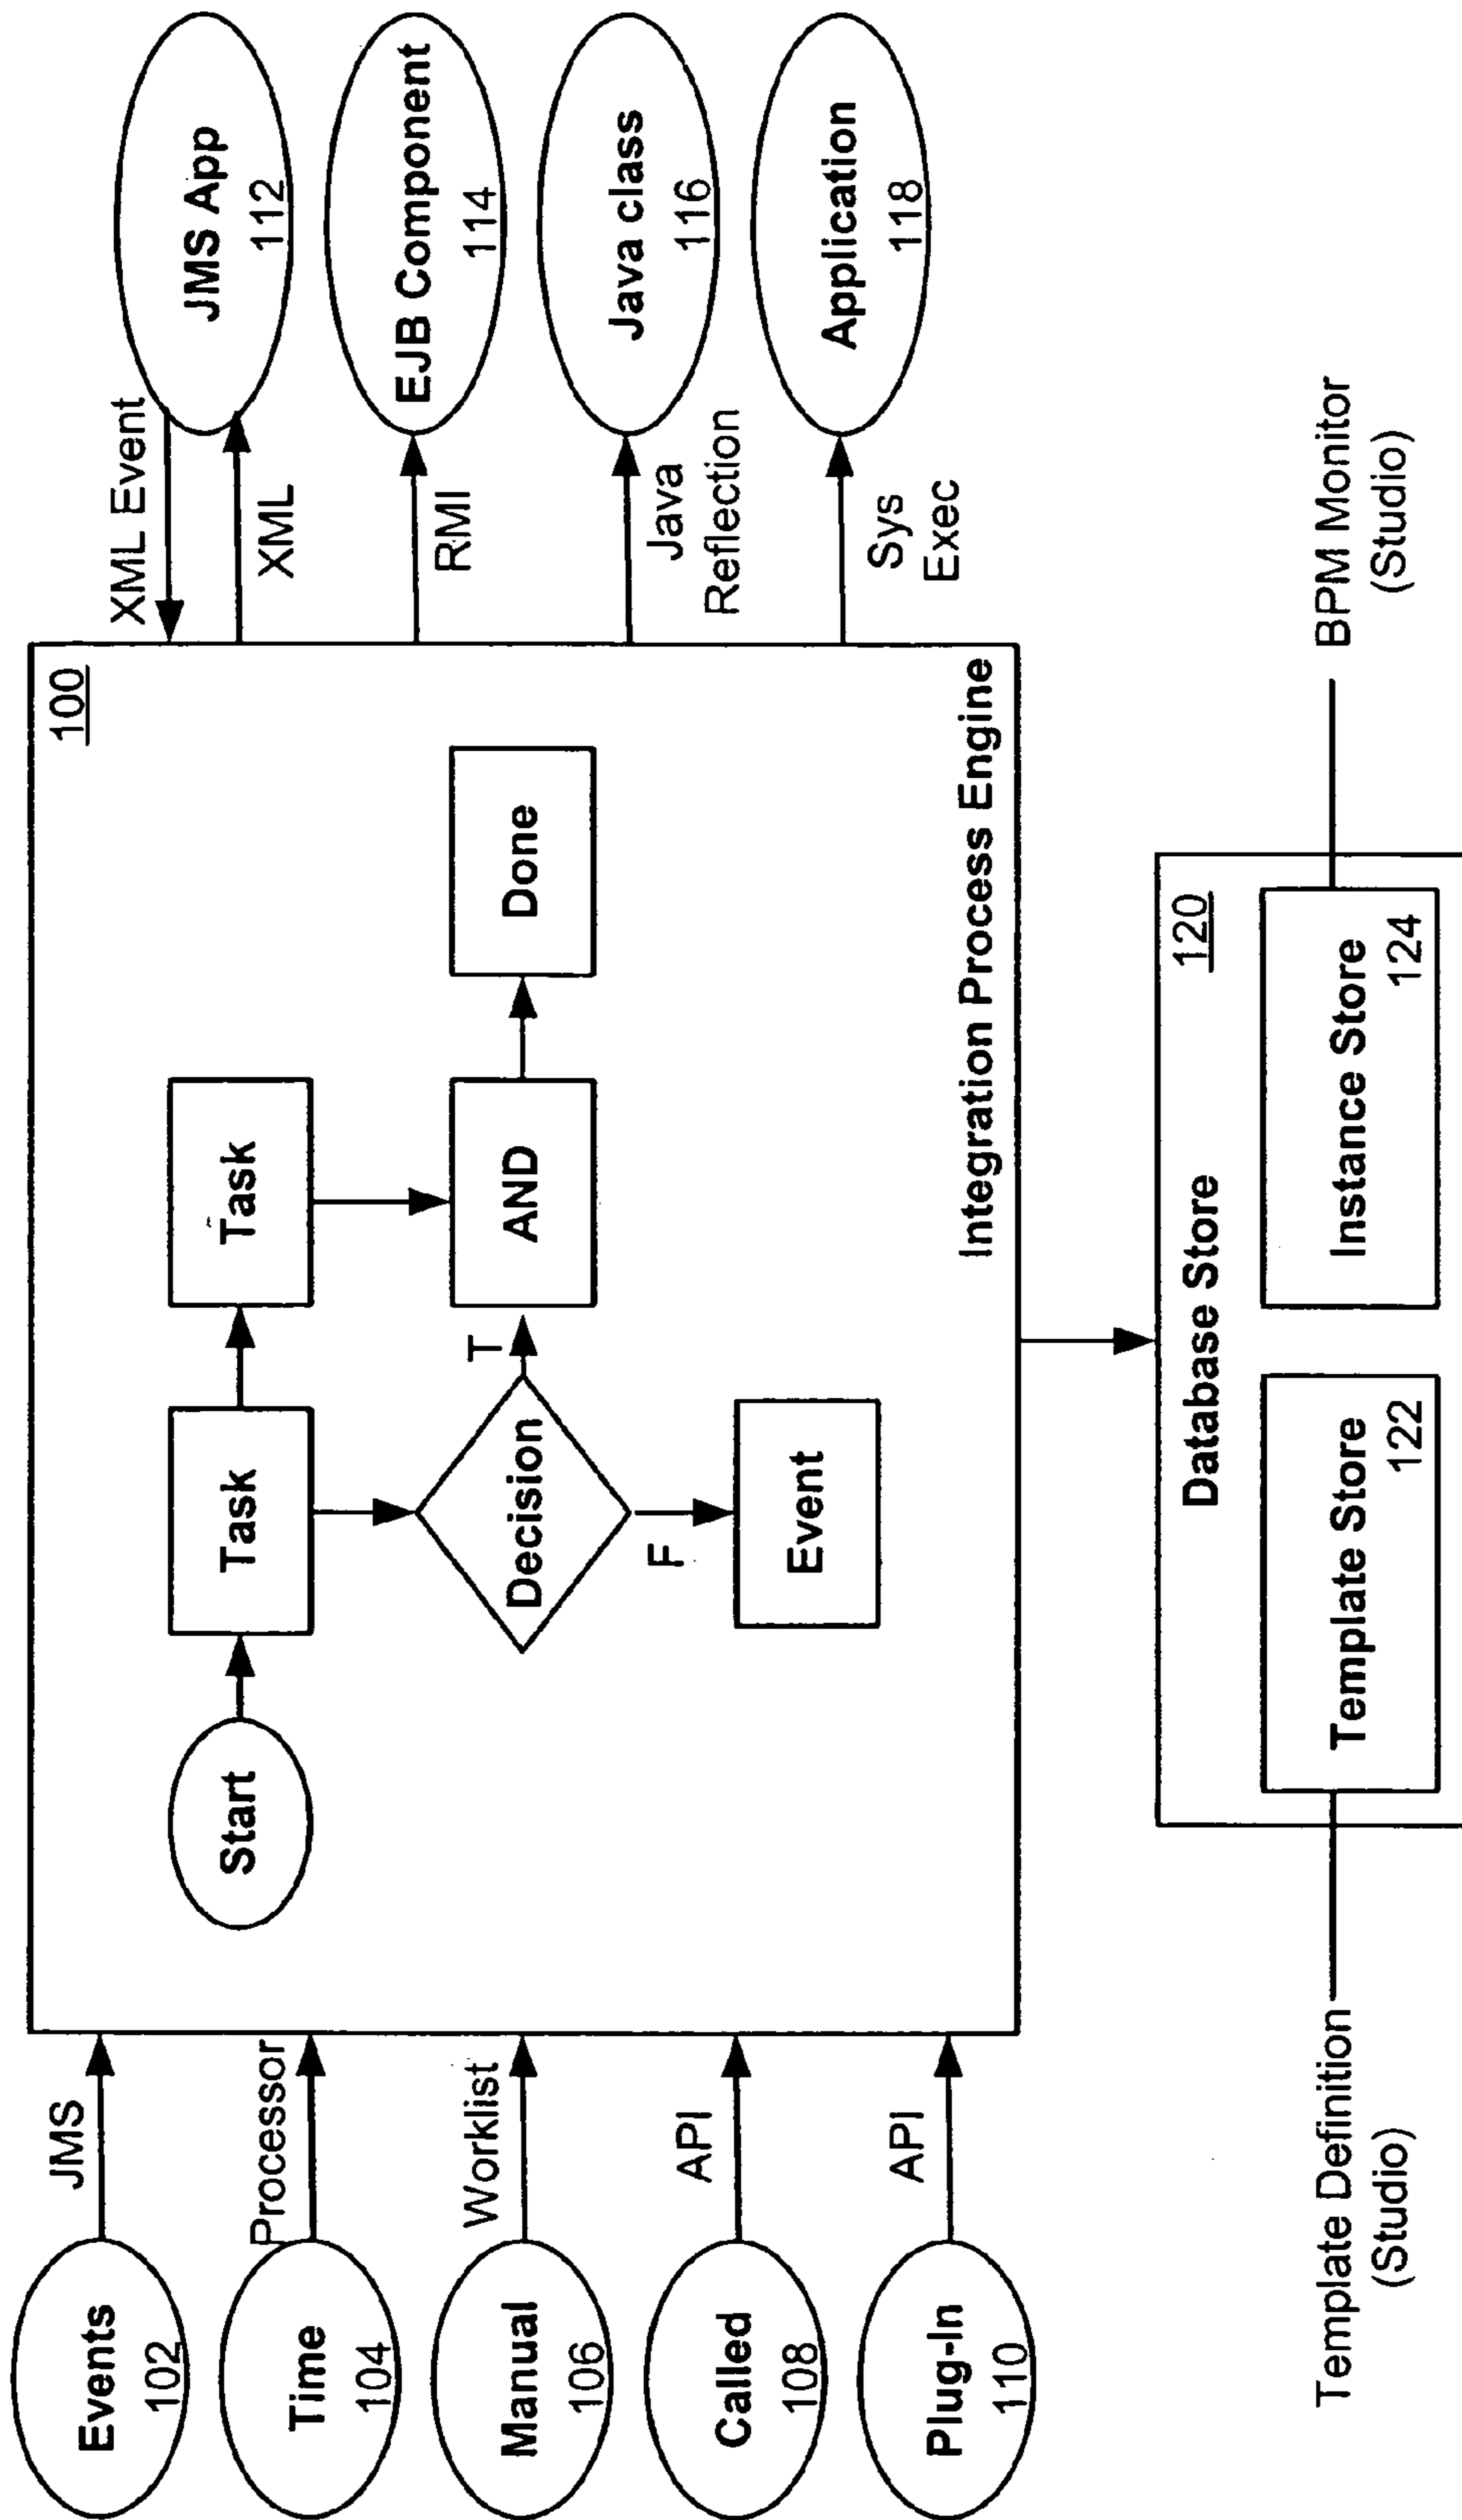 Events
102
JMS
Time
104
Processor
Manual
106
Worklist
Called
108
API
Plug-In
110
API
100
Start
Task
Task
Decision
T
F
AND
Done
Event
Integration Process Engine
XML Event
XML
JMS App
112
RMI
EJB Component
114
Java
Reflection
Java class
116
Sys
Exec
Application
118
Database Store
120
Template Store
122
Instance Store
124
Template Definition
(Studio)
BPM Monitor
(Studio)